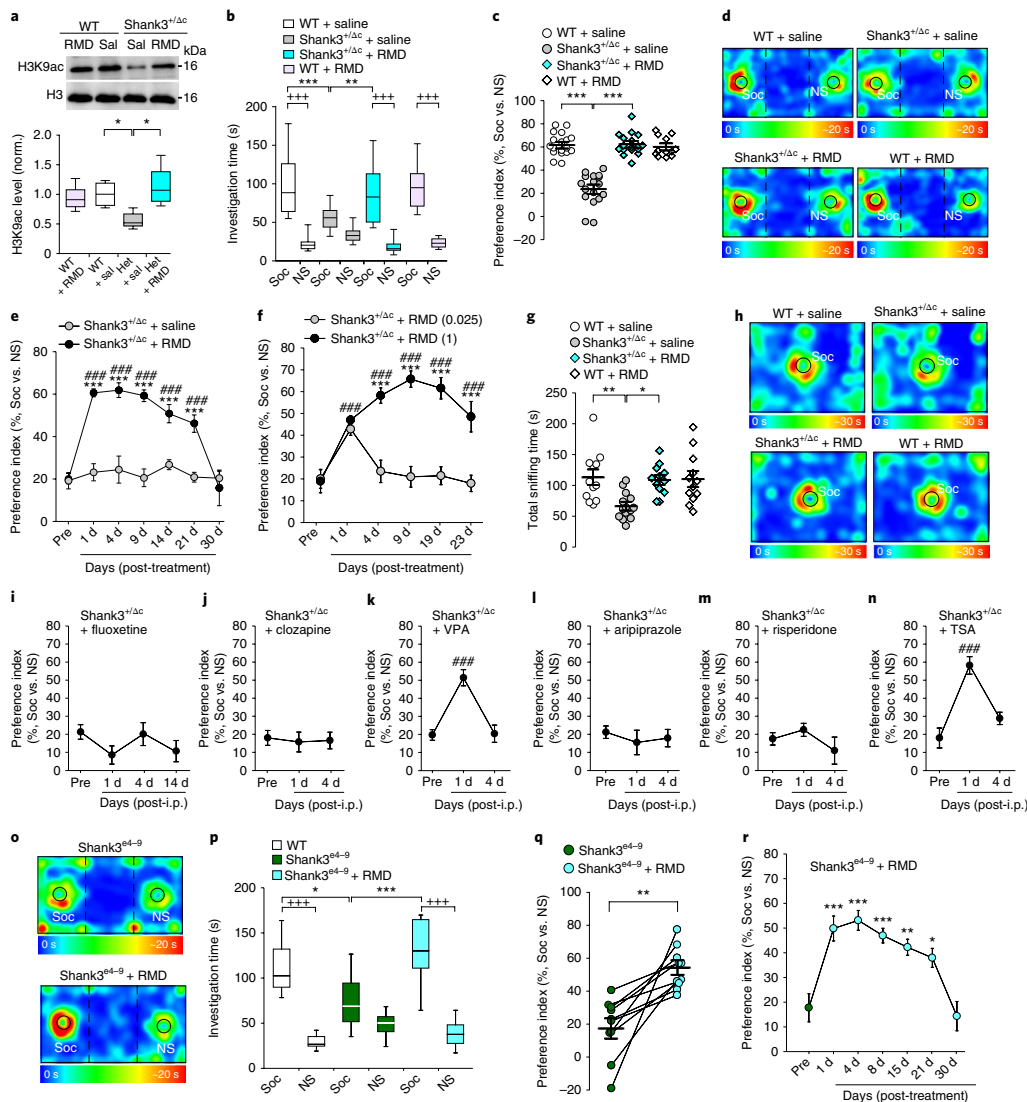 a
WT
Shank3+/Δc
RMD Sal Sal RMD kDa
H3K9ac
16
H3
16
H3K9ac level (norm.)
2.0
1.5
1.0
0.5
0
* *
WT + RMD
WT + sal
Het + sal
Het + RMD
b
WT + saline
Shank3+/Δc + saline
Shank3+/Δc + RMD
WT + RMD
Investigation time (s)
250
200
150
100
50
0
*** **
+++ +++ +++
Soc NS Soc NS Soc NS Soc NS
c
WT + saline
Shank3+/Δc + saline
Shank3+/Δc + RMD
WT + RMD
Preference index (%, Soc vs. NS)
100
80
60
40
20
0
−20
*** ***
d
WT + saline
Shank3+/Δc + saline
Soc NS
Soc NS
0 s ~20 s
0 s ~20 s
Shank3+/Δc + RMD
WT + RMD
Soc NS
Soc NS
0 s ~20 s
0 s ~20 s
e
Shank3+/Δc + saline
Shank3+/Δc + RMD
Preference index (%, Soc vs. NS)
80
60
40
20
0
### ### ### ### ###
*** *** *** *** ***
Pre 1 d 4 d 9 d 14 d 21 d 30 d
Days (post-treatment)
f
Shank3+/Δc + RMD (0.025)
Shank3+/Δc + RMD (1)
Preference index (%, Soc vs. NS)
80
70
60
50
40
30
20
10
0
### ### ### ### ###
*** *** *** ***
Pre 1 d 4 d 9 d 19 d 23 d
Days (post-treatment)
g
WT + saline
Shank3+/Δc + saline
Shank3+/Δc + RMD
WT + RMD
Total sniffing time (s)
250
200
150
100
50
0
** *
h
WT + saline
Shank3+/Δc + saline
Soc
Soc
0 s ~30 s
0 s ~30 s
Shank3+/Δc + RMD
WT + RMD
Soc
Soc
0 s ~30 s
0 s ~30 s
i
Shank3+/Δc
+ fluoxetine
Preference index
(%, Soc vs. NS)
80
70
60
50
40
30
20
10
0
Pre 1 d 4 d 14 d
Days (post-i.p.)
j
Shank3+/Δc
+ clozapine
Preference index
(%, Soc vs. NS)
80
70
60
50
40
30
20
10
0
Pre 1 d 4 d
Days (post-i.p.)
k
Shank3+/Δc
+ VPA
Preference index
(%, Soc vs. NS)
80
70
60
50
40
30
20
10
0
###
Pre 1 d 4 d
Days (post-i.p.)
l
Shank3+/Δc
+ aripiprazole
Preference index
(%, Soc vs. NS)
80
70
60
50
40
30
20
10
0
Pre 1 d 4 d
Days (post-i.p.)
m
Shank3+/Δc
+ risperidone
Preference index
(%, Soc vs. NS)
80
70
60
50
40
30
20
10
0
Pre 1 d 4 d
Days (post-i.p.)
n
Shank3+/Δc
+ TSA
Preference index
(%, Soc vs. NS)
80
70
60
50
40
30
20
10
0
###
Pre 1 d 4 d
Days (post-i.p.)
o
Shank3e4–9
Soc NS
0 s ~20 s
Shank3e4–9 + RMD
Soc NS
0 s ~20 s
p
WT
Shank3e4–9
Shank3e4–9 + RMD
Investigation time (s)
200
150
100
50
0
* ***
+++ +++
Soc NS Soc NS Soc NS
q
Shank3e4–9
Shank3e4–9 + RMD
Preference index (%, Soc vs. NS)
100
80
60
40
20
0
−20
**
r
Shank3e4–9 + RMD
Preference index (%, Soc vs. NS)
80
70
60
50
40
30
20
10
0
*** *** *** ** *
Pre 1 d 4 d 8 d 15 d 21 d 30 d
Days (post-treatment)